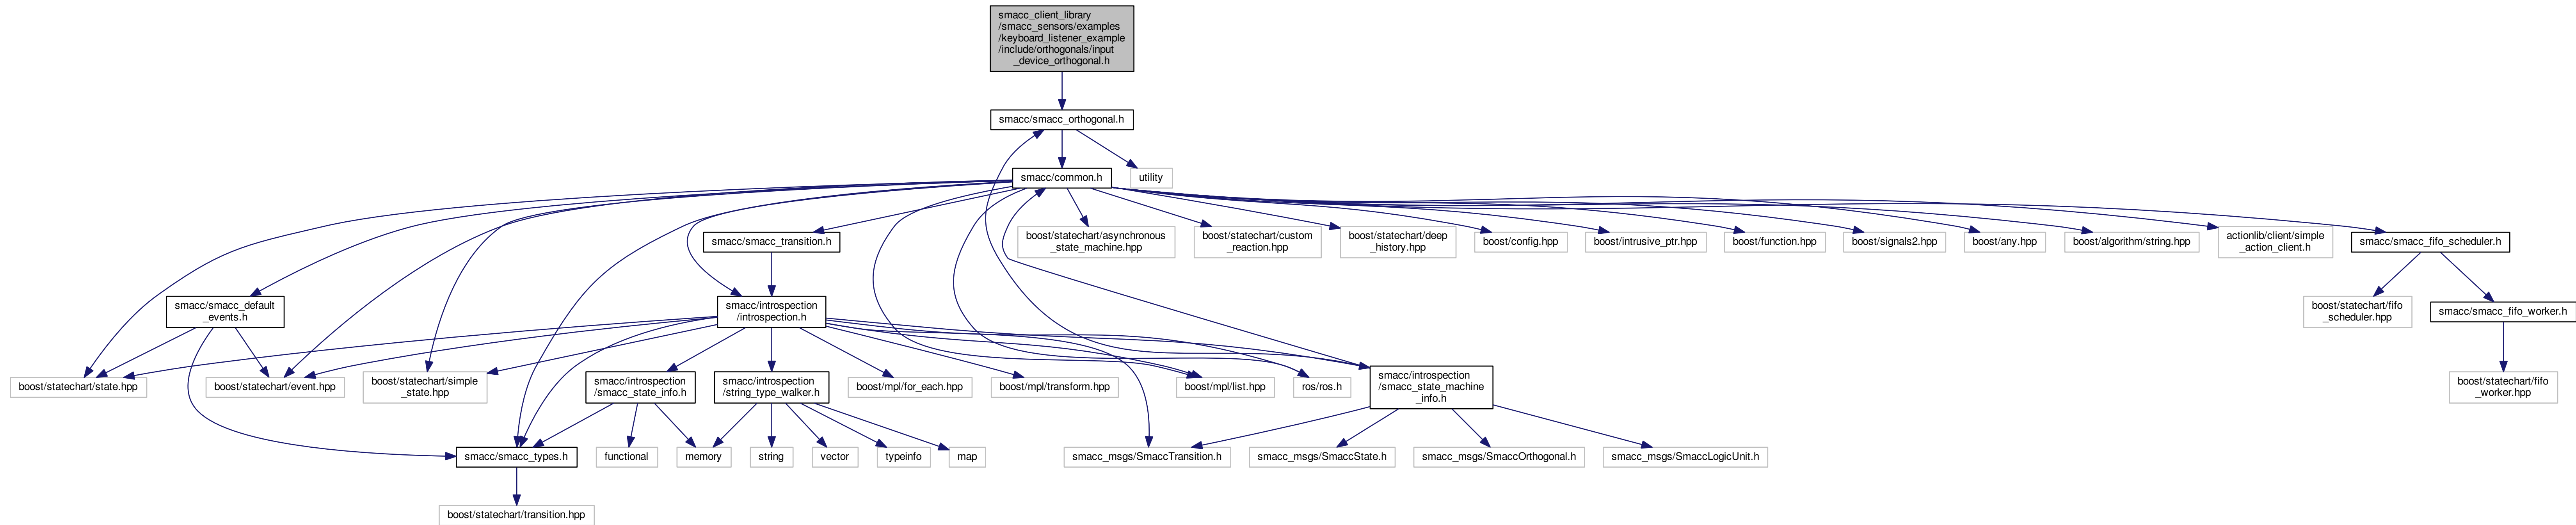 smacc_client_library
/smacc_sensors/examples
/keyboard_listener_example
/include/orthogonals/input
_device_orthogonal.h
smacc/smacc_orthogonal.h
smacc/common.h
utility
smacc/smacc_transition.h
boost/statechart/asynchronous
_state_machine.hpp
boost/statechart/custom
_reaction.hpp
boost/statechart/deep
_history.hpp
boost/config.hpp
boost/intrusive_ptr.hpp
boost/function.hpp
boost/signals2.hpp
boost/any.hpp
boost/algorithm/string.hpp
actionlib/client/simple
_action_client.h
smacc/smacc_fifo_scheduler.h
smacc/smacc_default
_events.h
smacc/introspection
/introspection.h
boost/statechart/fifo
_scheduler.hpp
smacc/smacc_fifo_worker.h
boost/statechart/state.hpp
boost/statechart/event.hpp
boost/statechart/simple
_state.hpp
smacc/introspection
/smacc_state_info.h
smacc/introspection
/string_type_walker.h
boost/mpl/for_each.hpp
boost/mpl/transform.hpp
boost/mpl/list.hpp
ros/ros.h
smacc/introspection
/smacc_state_machine
_info.h
boost/statechart/fifo
_worker.hpp
smacc/smacc_types.h
functional
memory
string
vector
typeinfo
map
smacc_msgs/SmaccTransition.h
smacc_msgs/SmaccState.h
smacc_msgs/SmaccOrthogonal.h
smacc_msgs/SmaccLogicUnit.h
boost/statechart/transition.hpp